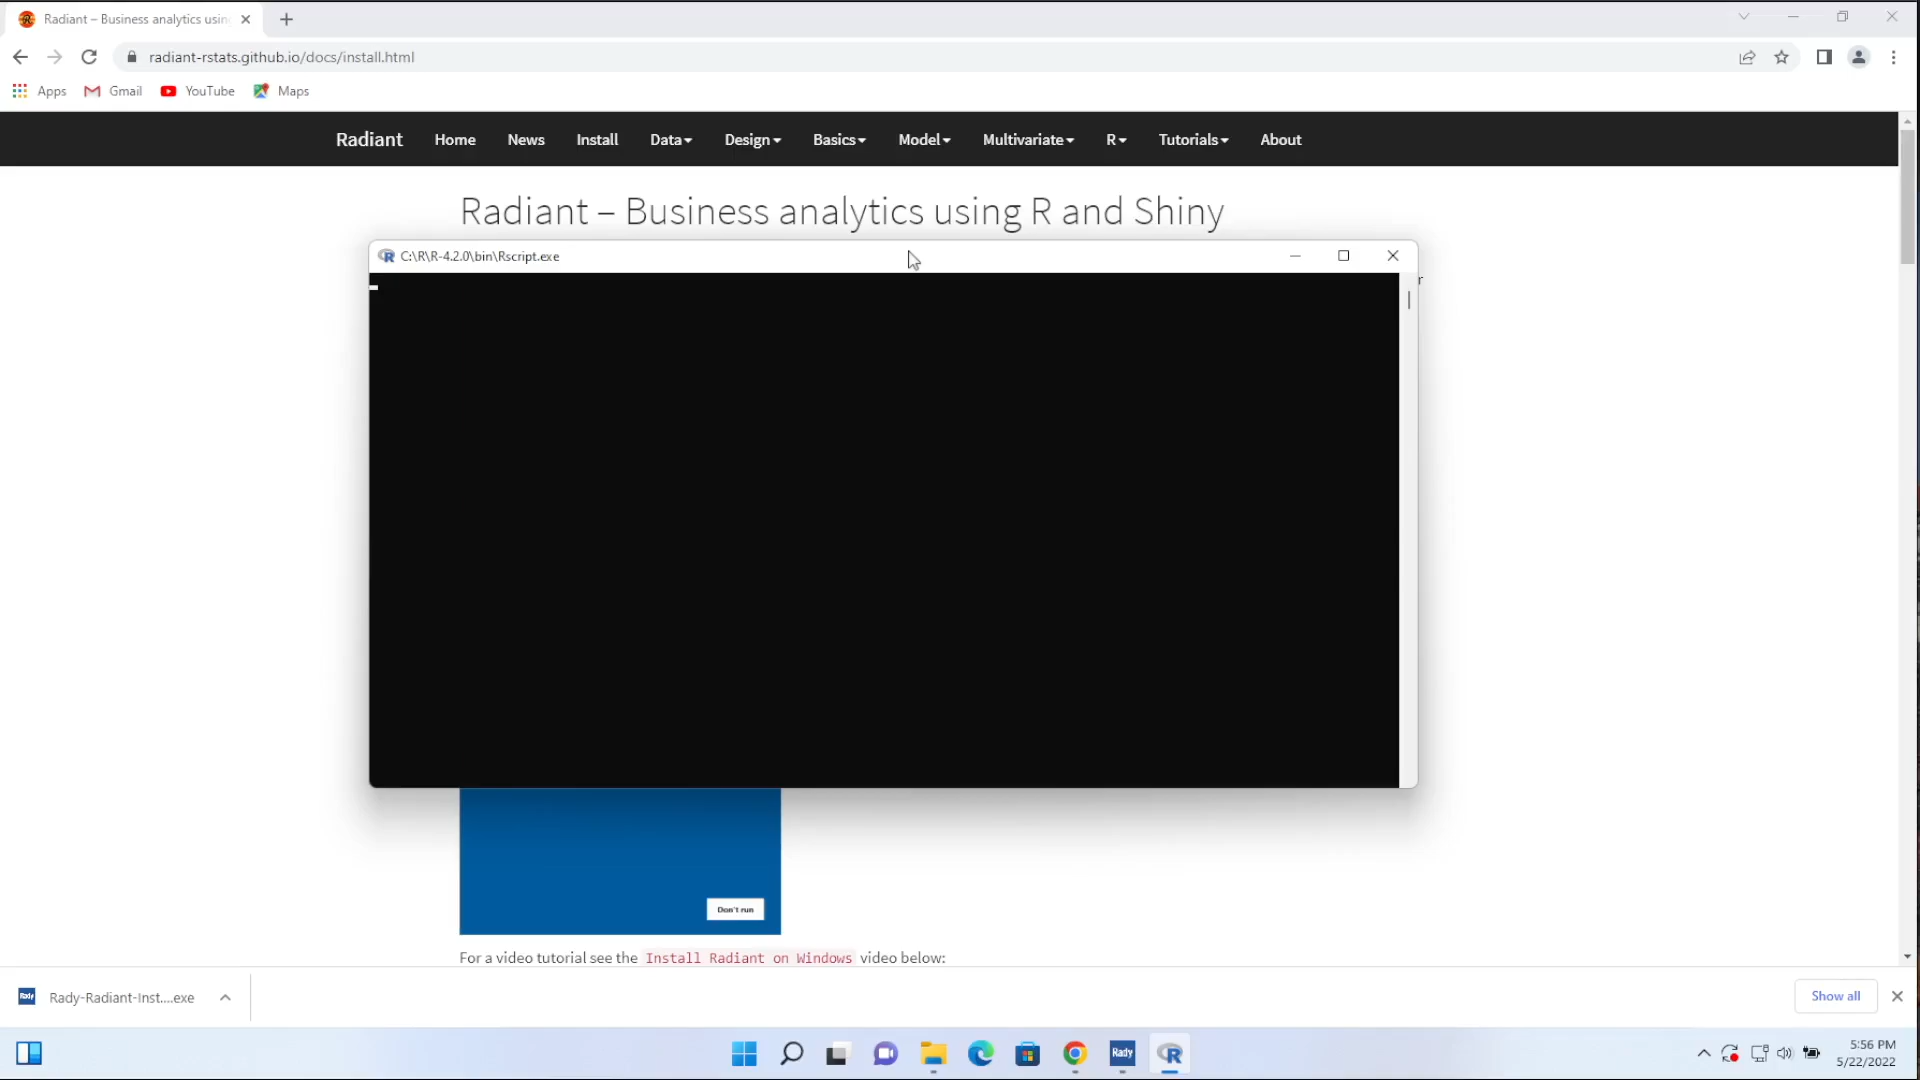 Radiant – Business analytics usin
radiant-rstats.github.io/docs/install.html
Apps Gmail YouTube Maps
Radiant Home News Install Data Design Basics Model Multivariate R Tutorials About
Radiant – Business analytics using R and Shiny
C:\R\R-4.2.0\bin\Rscript.exe
r
Don't run
For a video tutorial see the Install Radiant on Windows video below:
Rady
Rady-Radiant-Inst....exe
Show all
Rady
5:56 PM
5/22/2022